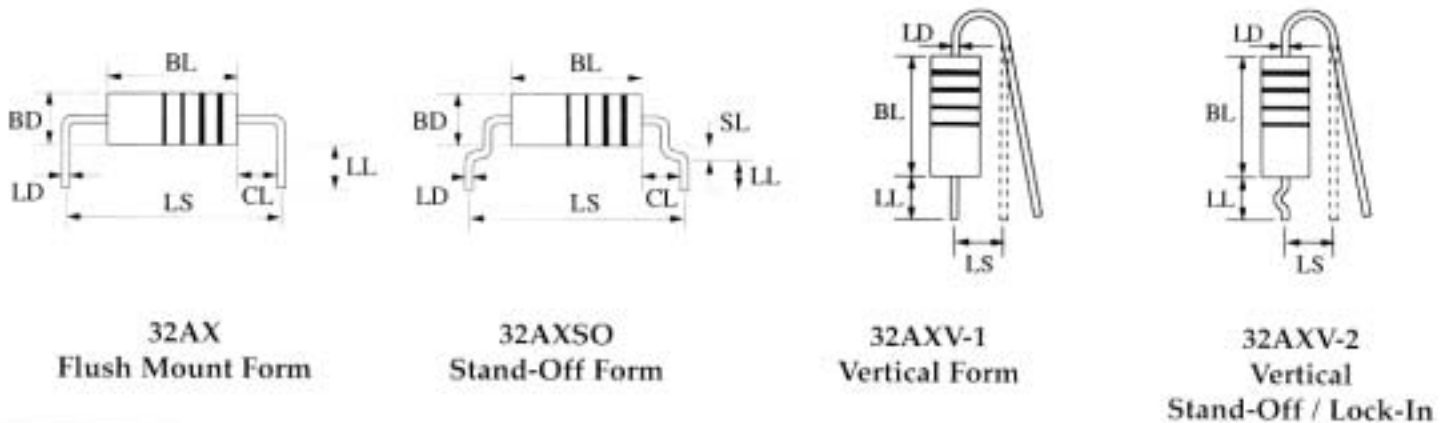 BL
BD
LL
LD
CL
LS
32AX
Flush Mount Form
BL
BD
SL
LL
LD
CL
LS
32AXSO
Stand-Off Form
LD
BL
LL
LS
32AXV-1
Vertical Form
LD
BL
LL
LS
32AXV-2
Vertical
Stand-Off / Lock-In